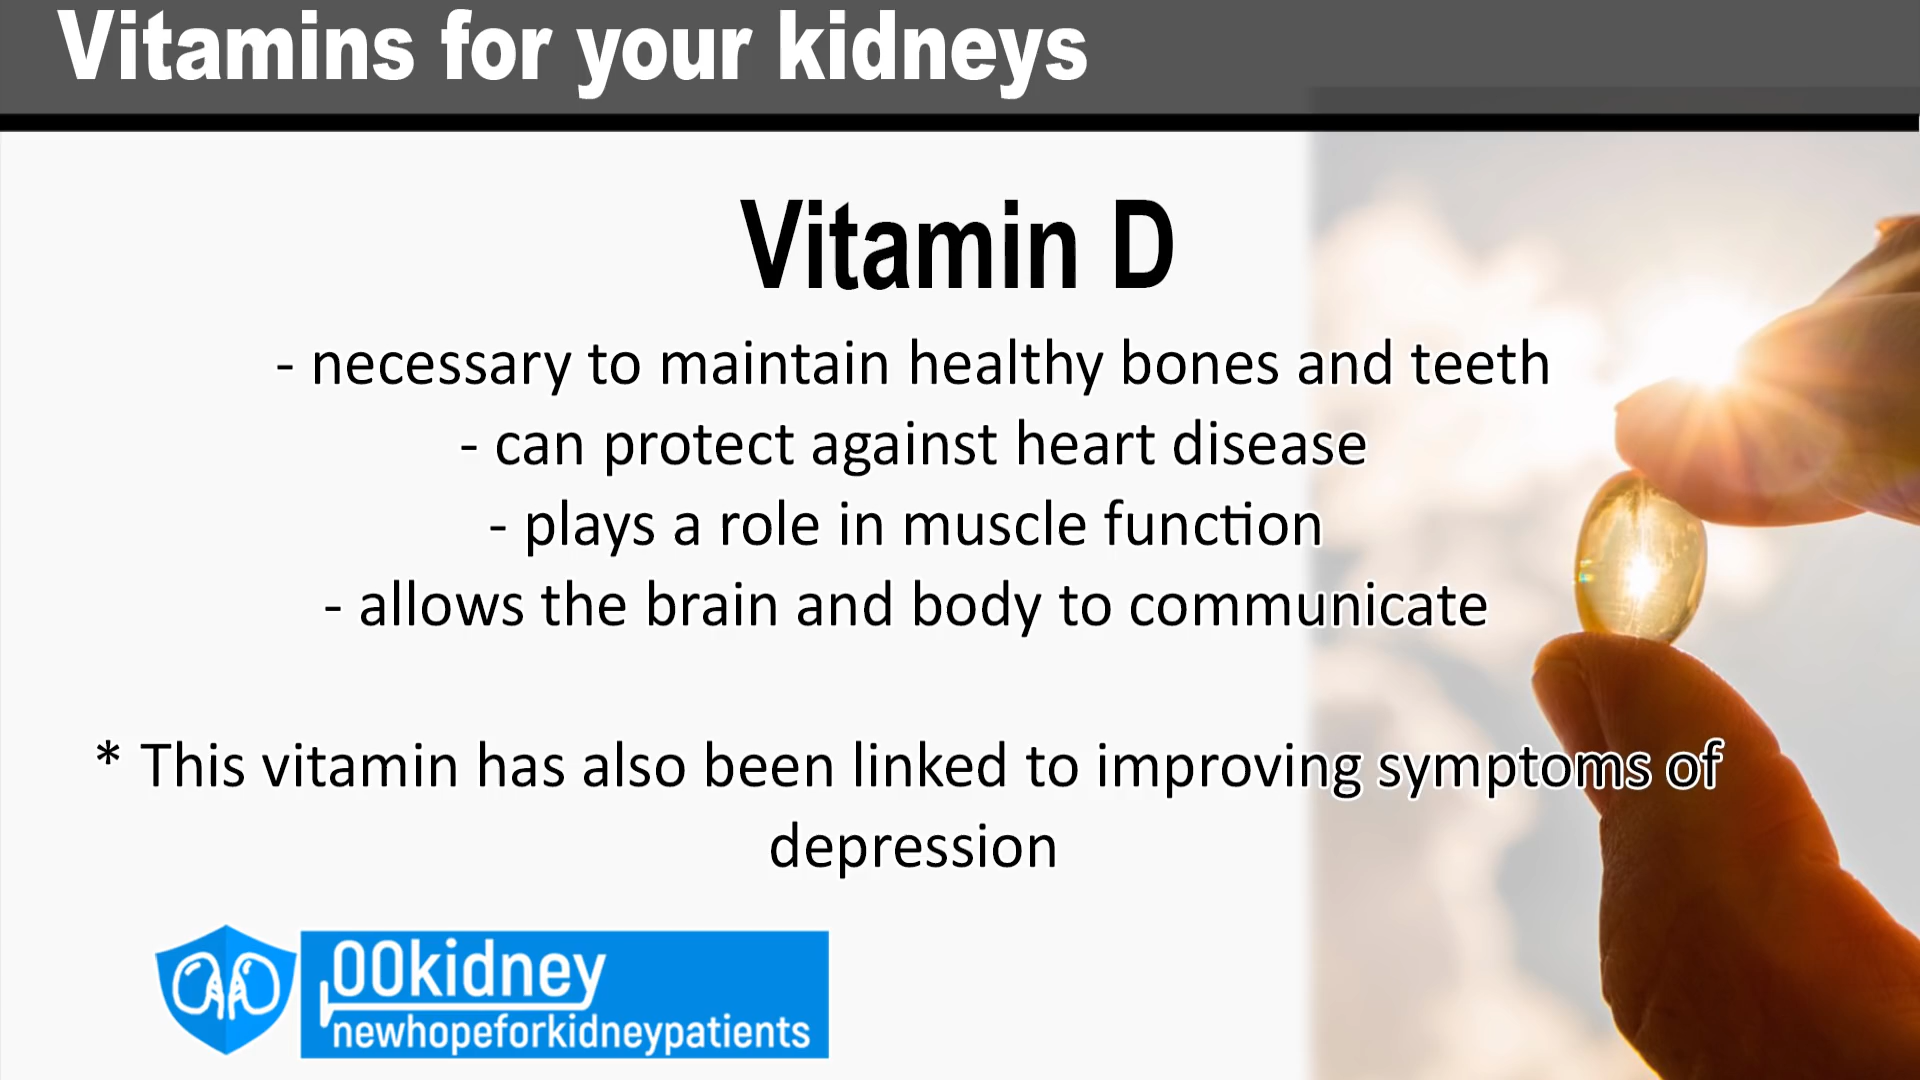 Vitamins for your kidneys
Vitamin D
- necessary to maintain healthy bones and teeth
- can protect against heart disease
- plays a role in muscle function
- allows the brain and body to communicate
* This vitamin has also been linked to improving symptoms of
depression
00kidney
newhopeforkidneypatients